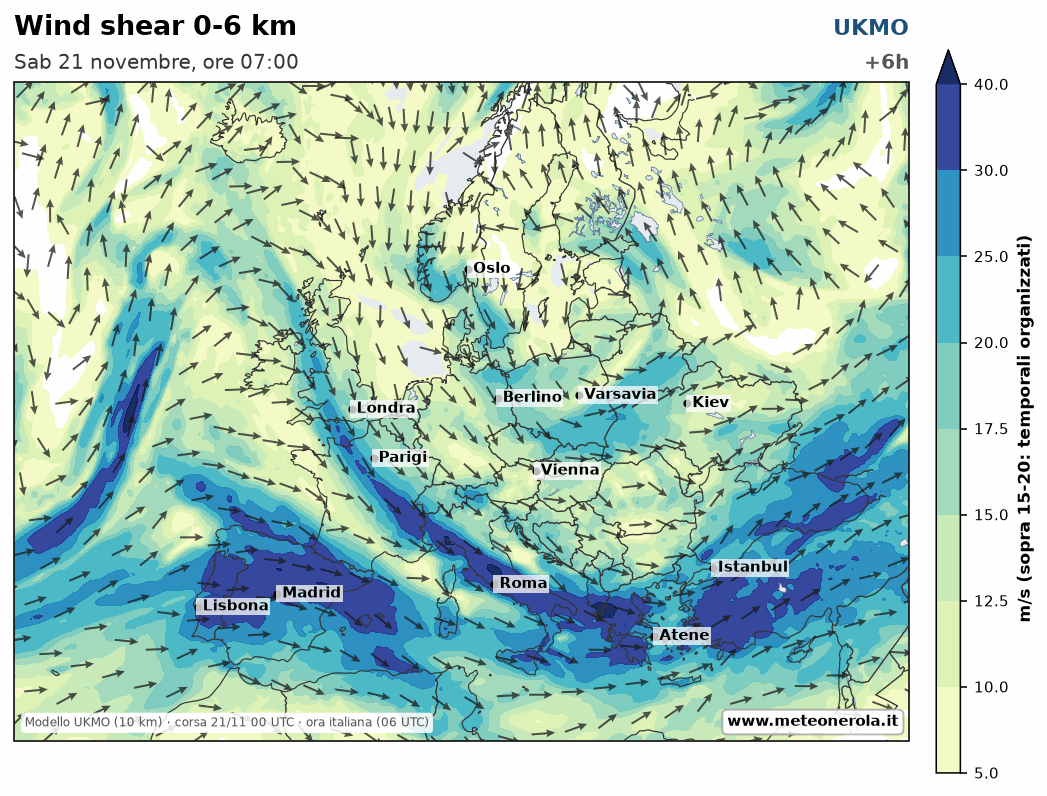 Wind shear 0-6 km
UKMO
Sab 21 novembre, ore 07:00
+6h
Oslo
Berlino
Varsavia
Kiev
Londra
Parigi
Vienna
Istanbul
Roma
Madrid
Lisbona
Atene
Modello UKMO (10 km) · corsa 21/11 00 UTC · ora italiana (06 UTC)
www.meteonerola.it
40.0
30.0
25.0
20.0
17.5
15.0
12.5
10.0
5.0
m/s (sopra 15-20: temporali organizzati)